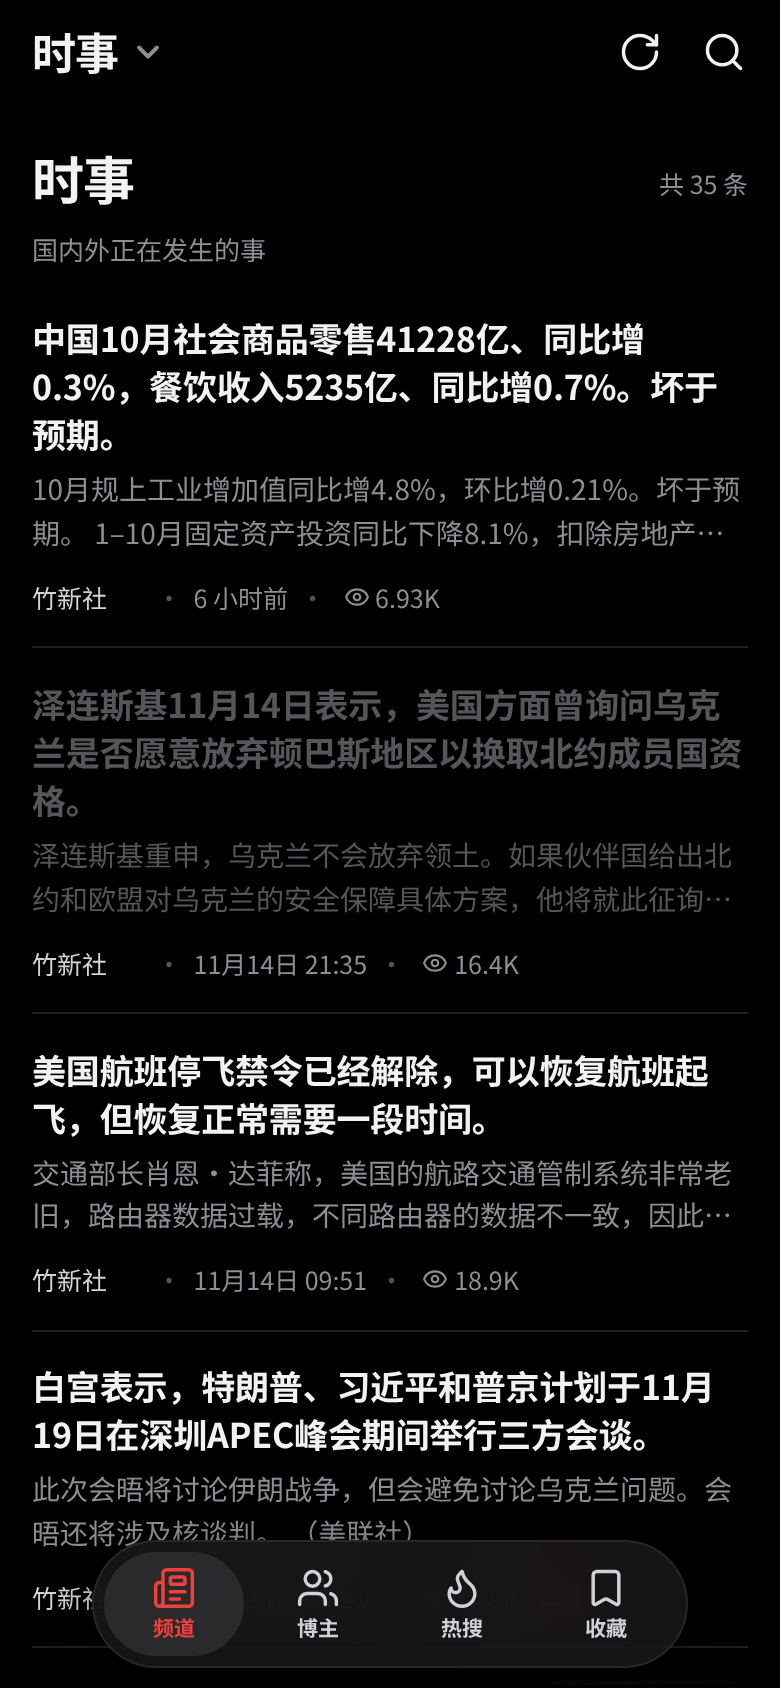 时事
时事
共 35 条
国内外正在发生的事
中国10月社会商品零售41228亿、同比增
0.3%，餐饮收入5235亿、同比增0.7%。坏于
预期。
10月规上工业增加值同比增4.8%，环比增0.21%。坏于预
期。 1–10月固定资产投资同比下降8.1%，扣除房地产…
竹新社 · 6 小时前 · 6.93K
泽连斯基11月14日表示，美国方面曾询问乌克
兰是否愿意放弃顿巴斯地区以换取北约成员国资
格。
泽连斯基重申，乌克兰不会放弃领土。如果伙伴国给出北
约和欧盟对乌克兰的安全保障具体方案，他将就此征询…
竹新社 · 11月14日 21:35 · 16.4K
美国航班停飞禁令已经解除，可以恢复航班起
飞，但恢复正常需要一段时间。
交通部长肖恩·达菲称，美国的航路交通管制系统非常老
旧，路由器数据过载，不同路由器的数据不一致，因此…
竹新社 · 11月14日 09:51 · 18.9K
白宫表示，特朗普、习近平和普京计划于11月
19日在深圳APEC峰会期间举行三方会谈。
此次会晤将讨论伊朗战争，但会避免讨论乌克兰问题。会
晤还将涉及核谈判。 （美联社）
竹新
频道
博主
热搜
收藏